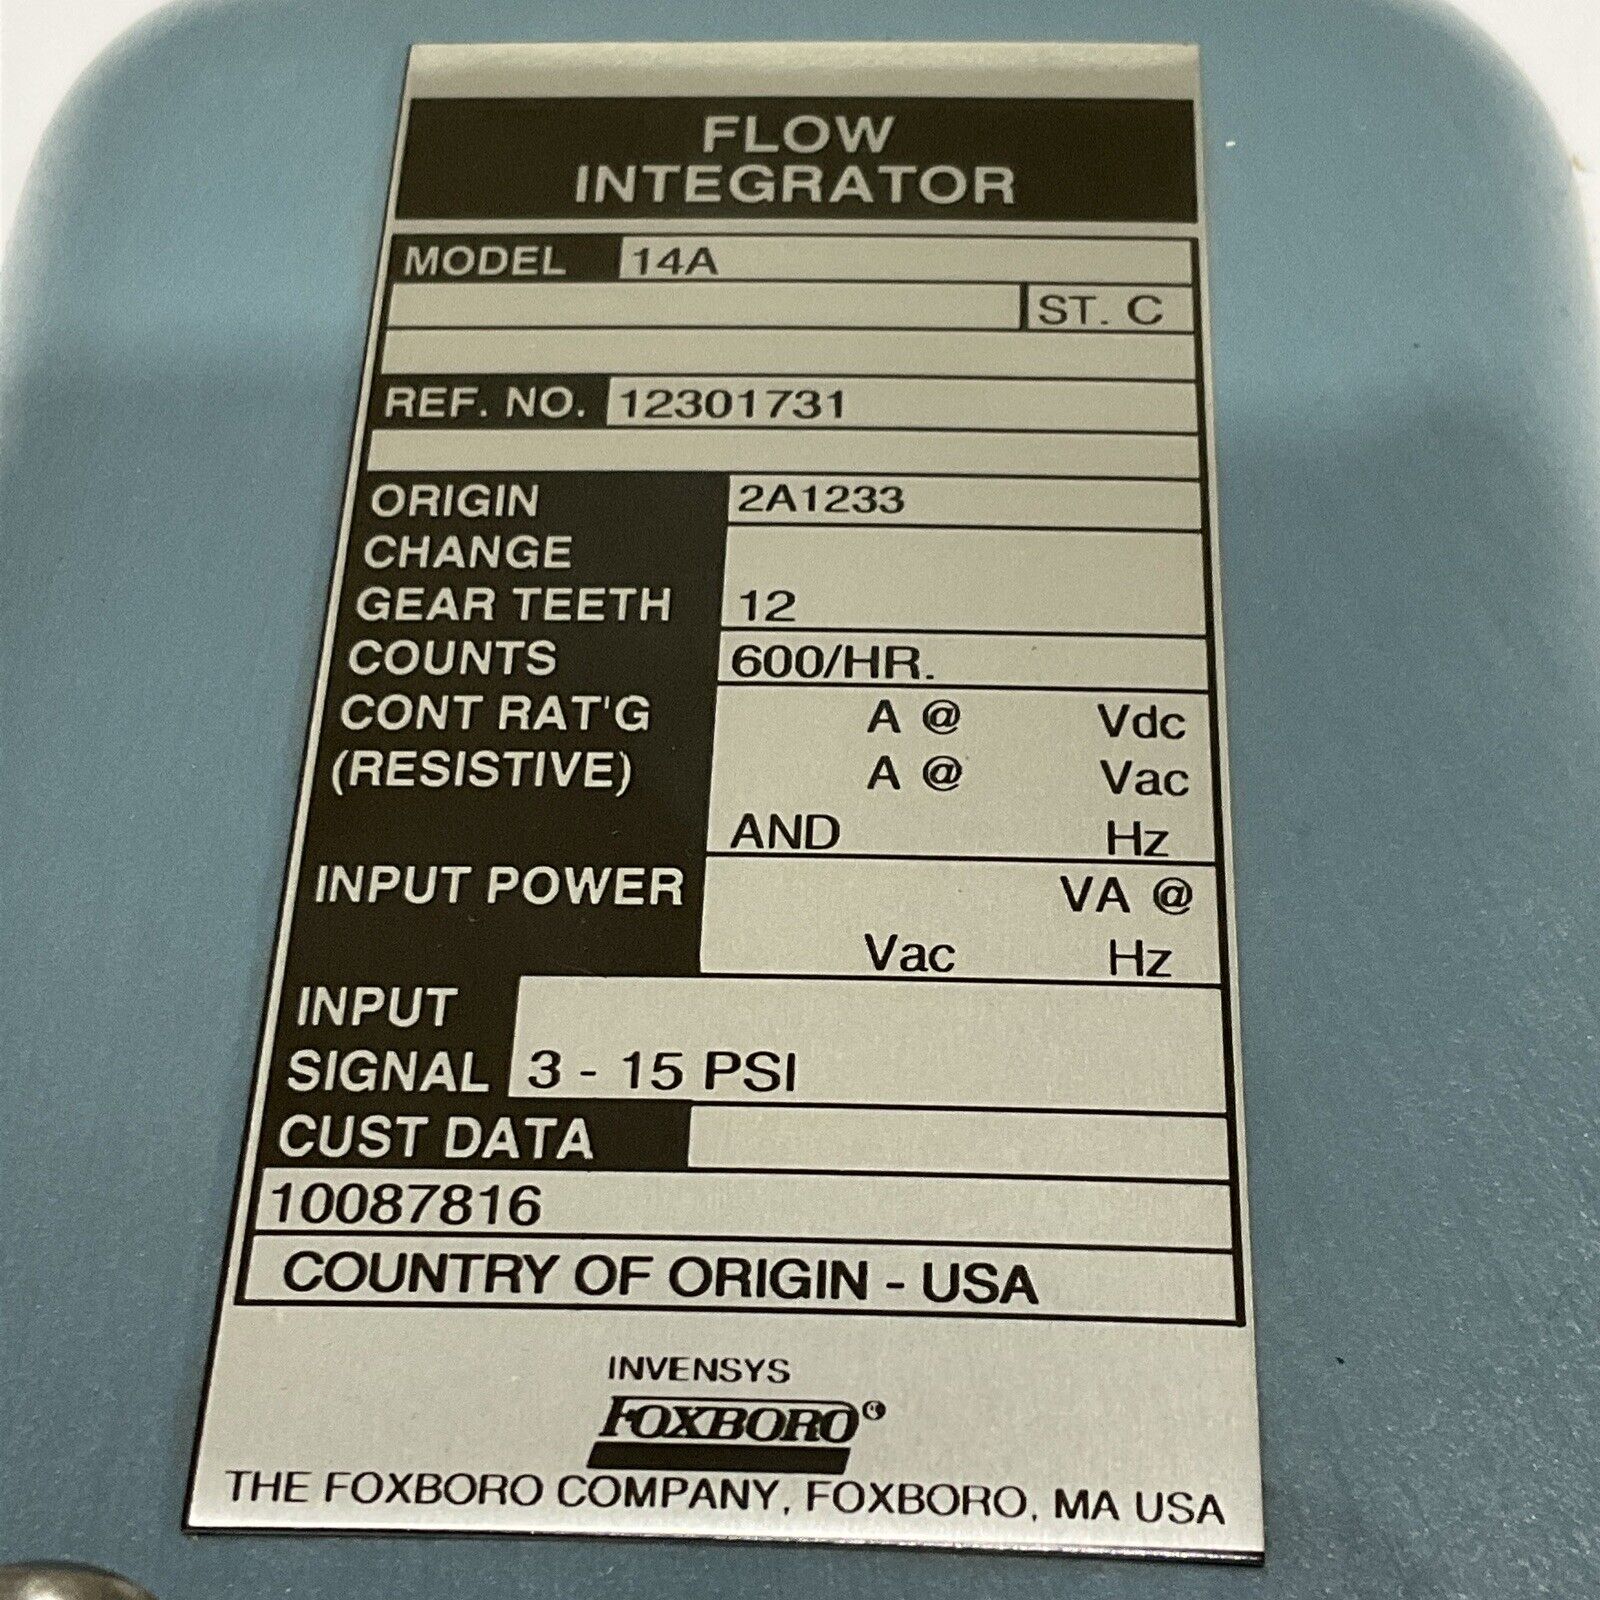 FLOW
INTEGRATOR
MODEL 14A
ST. C
REF. NO. 12301731
ORIGIN 2A1233
CHANGE
GEAR TEETH 12
COUNTS 600/HR.
CONT RAT'G A @ Vdc
(RESISTIVE) A @ Vac
AND Hz
INPUT POWER VA @
Vac Hz
INPUT
SIGNAL 3 - 15 PSI
CUST DATA
10087816
COUNTRY OF ORIGIN - USA
INVENSYS
FOXBORO®
THE FOXBORO COMPANY, FOXBORO, MA USA